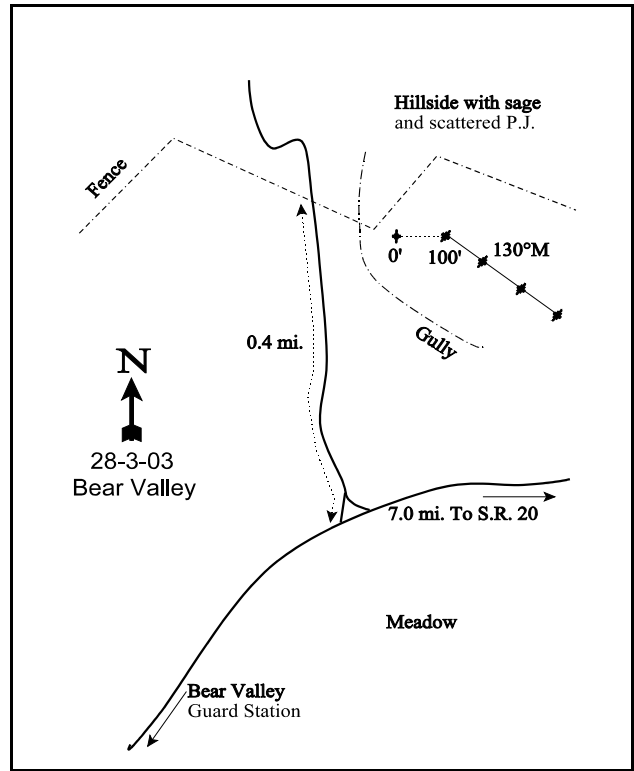 Hillside with sage
and scattered P.J.
Fence
0'
100'
130°M
Gully
0.4 mi.
N
28-3-03
Bear Valley
7.0 mi. To S.R. 20
Meadow
Bear Valley
Guard Station